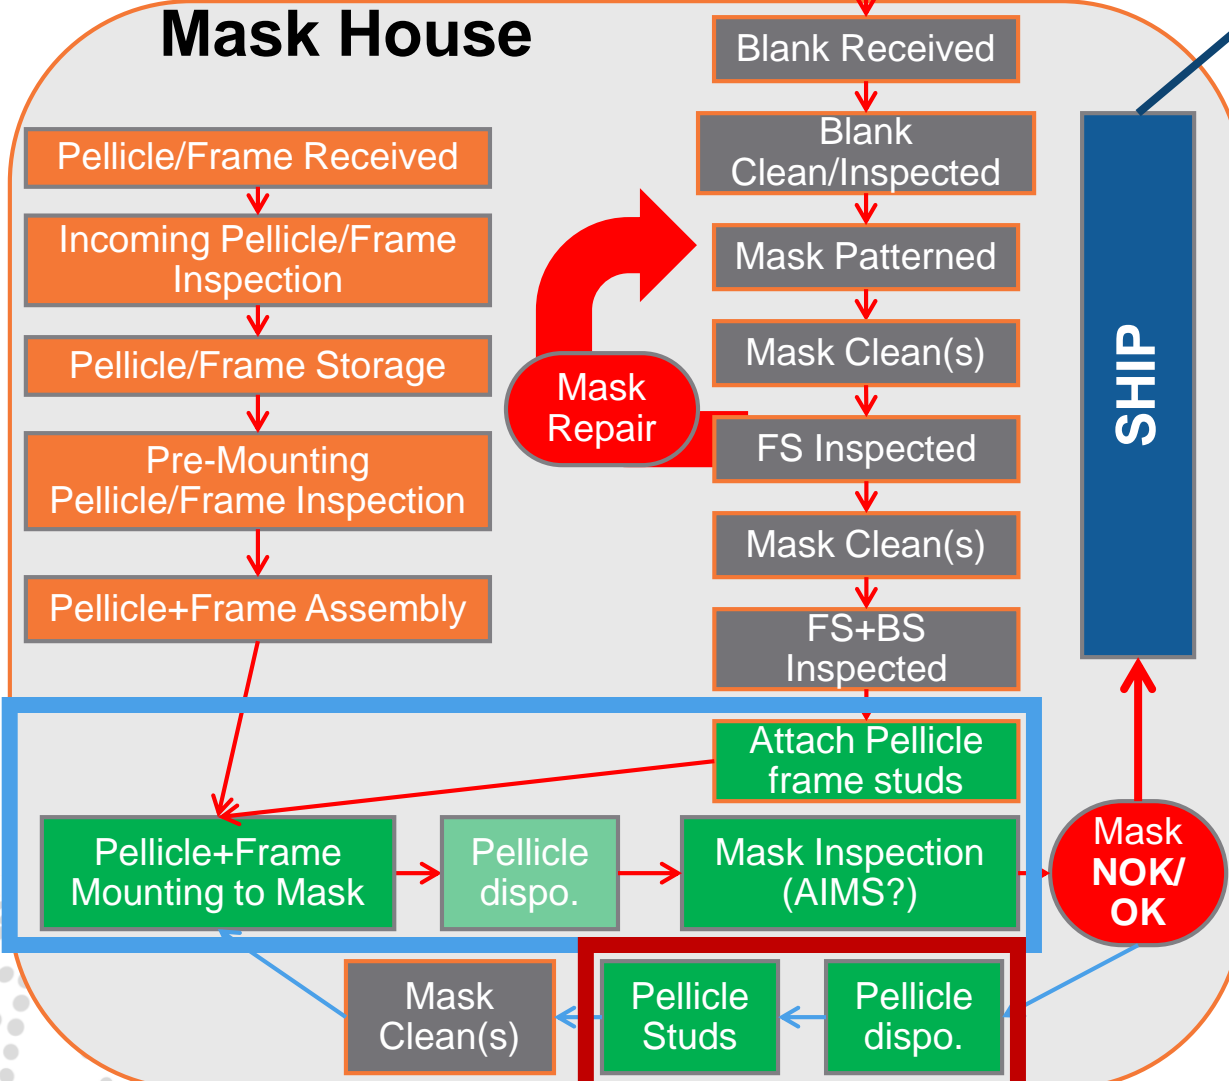 Mask House
Pellicle/Frame Received
Incoming Pellicle/Frame
Inspection
Pellicle/Frame Storage
Pre-Mounting
Pellicle/Frame Inspection
Pellicle+Frame Assembly
Blank Received
Blank
Clean/Inspected
Mask Patterned
Mask Clean(s)
Mask
Repair
FS Inspected
Mask Clean(s)
FS+BS
Inspected
Attach Pellicle
frame studs
SHIP
Pellicle+Frame
Mounting to Mask
Pellicle
dispo.
Mask Inspection
(AIMS?)
Mask
NOK/
OK
Mask
Clean(s)
Pellicle
Studs
Pellicle
dispo.